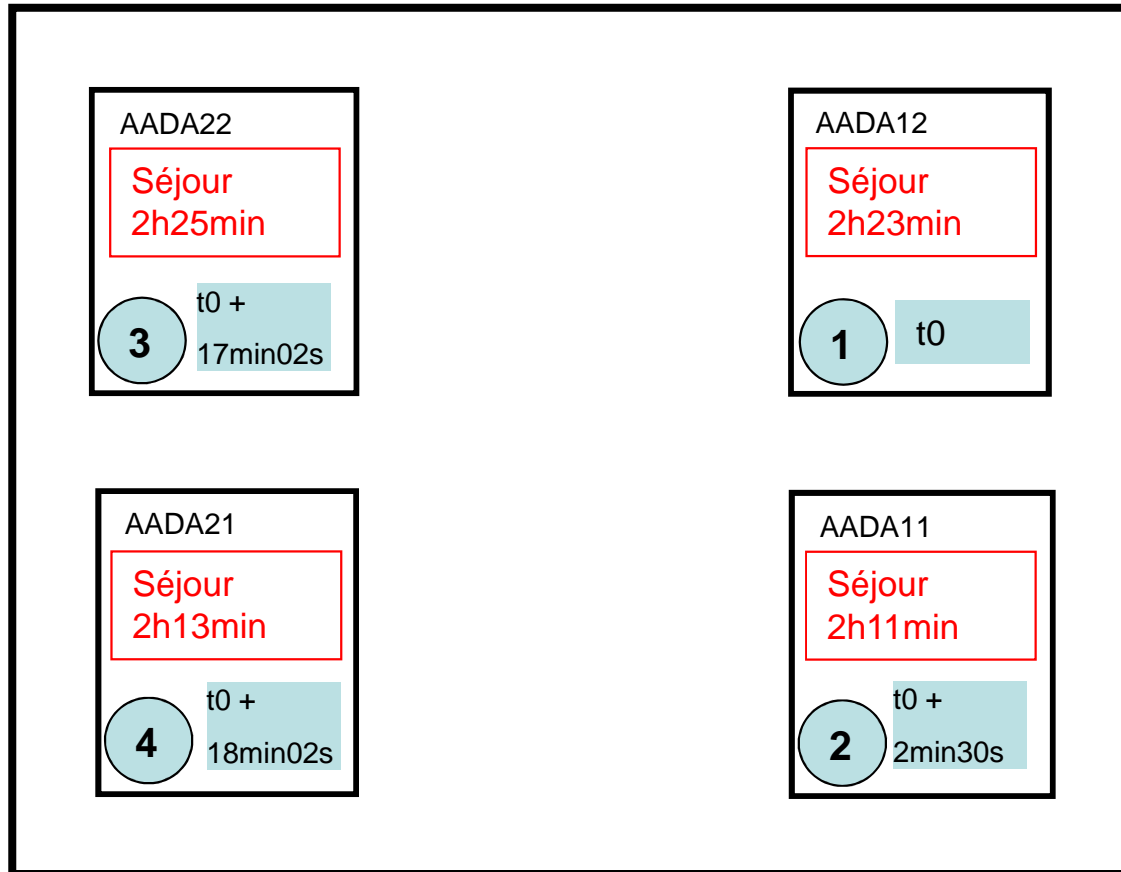 AADA22
Séjour
2h25min
3
t0 +
17min02s
AADA12
Séjour
2h23min
1
t0
AADA21
Séjour
2h13min
4
t0 +
18min02s
AADA11
Séjour
2h11min
2
t0 +
2min30s